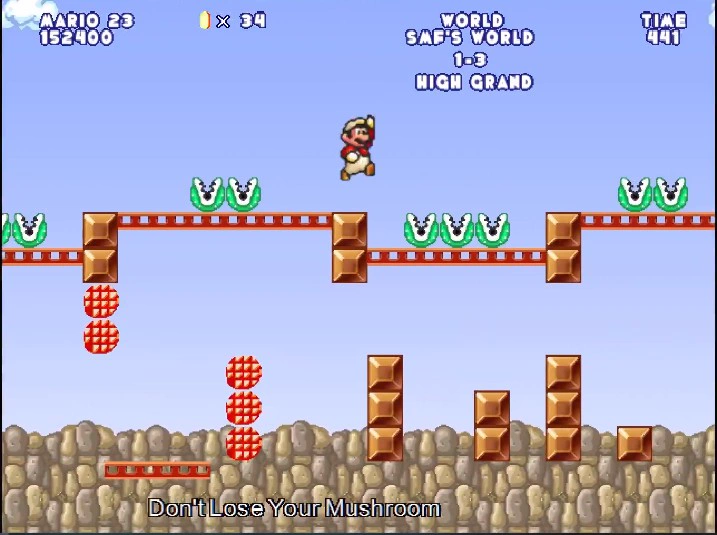 MARIO 23
152400
× 34
WORLD
SMF'S WORLD
1-3
HIGH GRAND
TIME
441
Don't Lose Your Mushroom